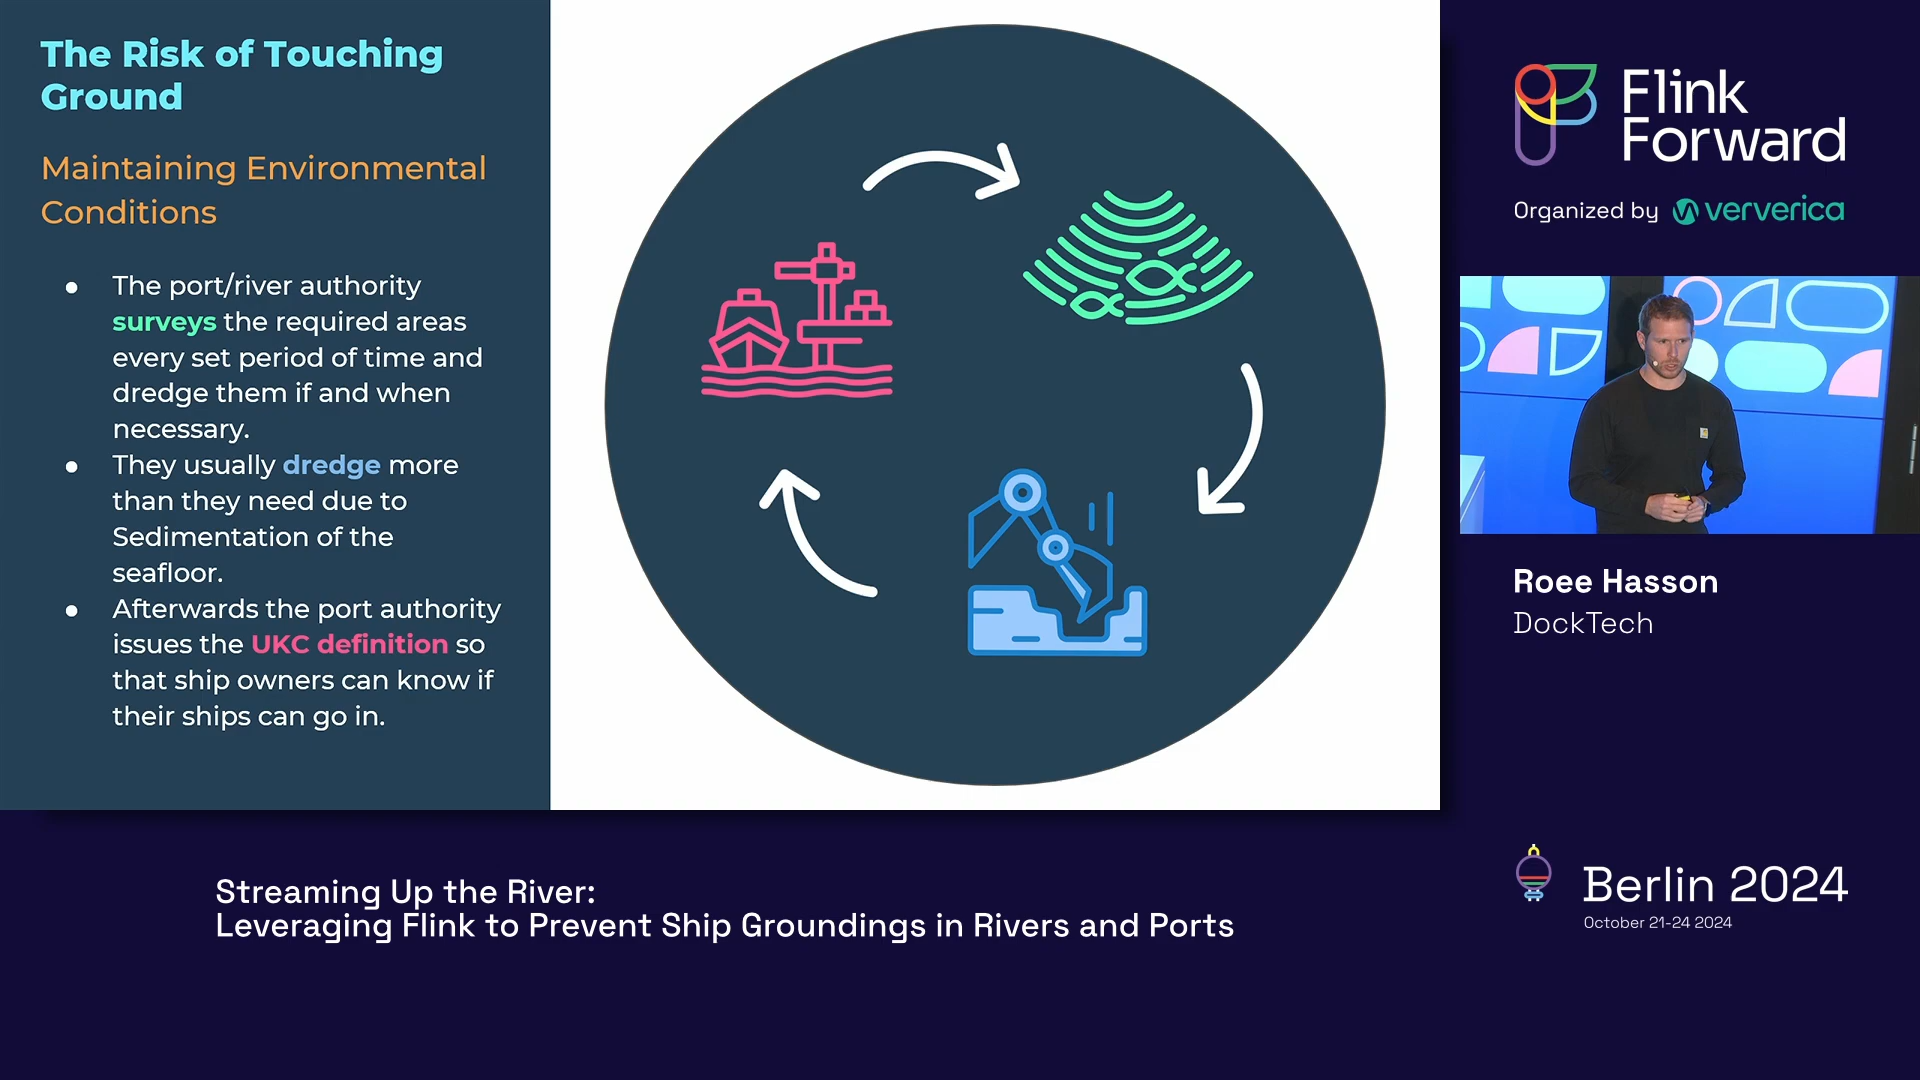 The Risk of Touching
Ground
Maintaining Environmental
Conditions
● The port/river authority
surveys the required areas
every set period of time and
dredge them if and when
necessary.
● They usually dredge more
than they need due to
Sedimentation of the
seafloor.
● Afterwards the port authority
issues the UKC definition so
that ship owners can know if
their ships can go in.
Flink
Forward
Organized by ververica
Roee Hasson
DockTech
Streaming Up the River:
Leveraging Flink to Prevent Ship Groundings in Rivers and Ports
Berlin 2024
October 21-24 2024